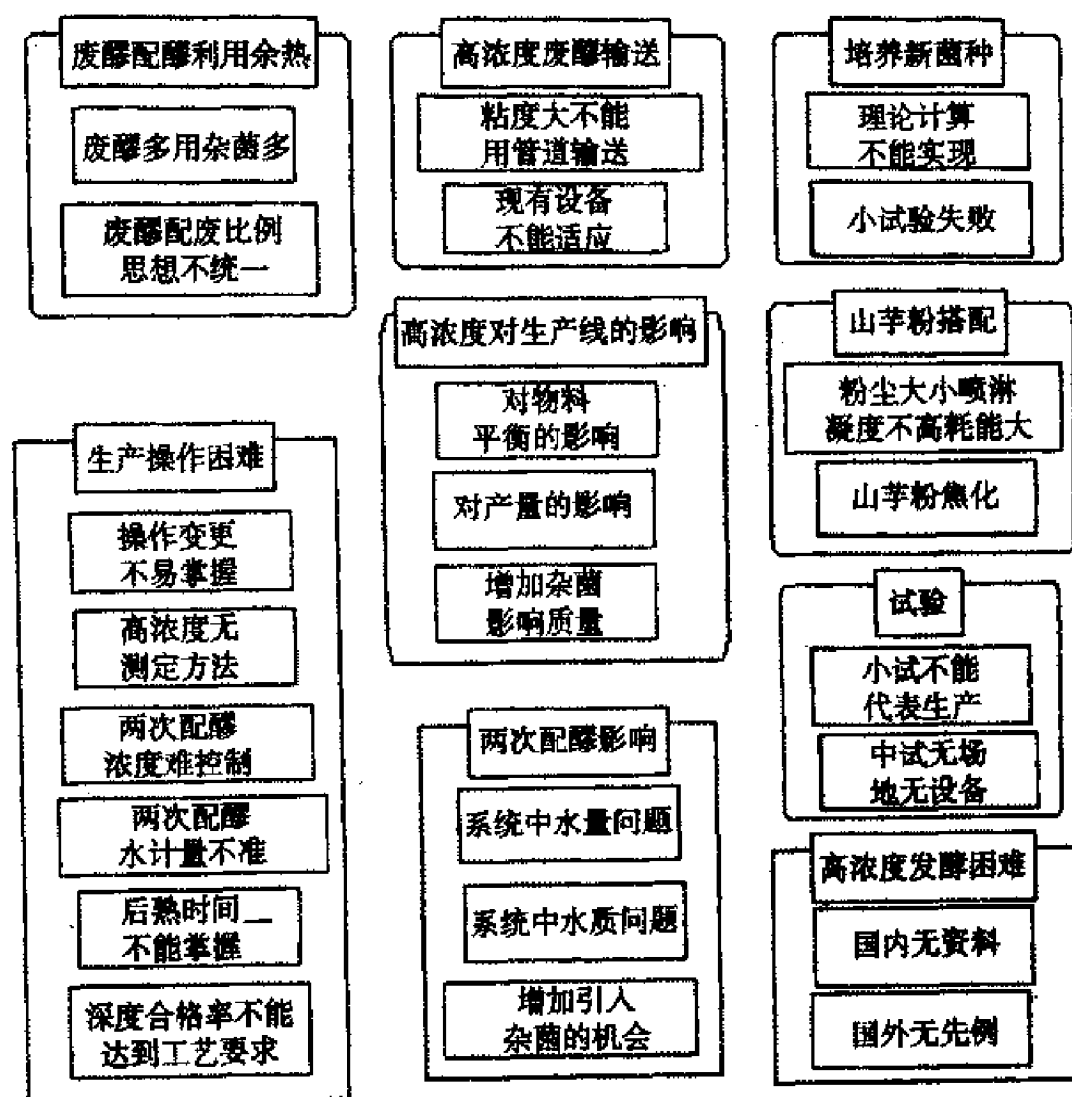 废醪配醪利用余热
废醪多用杂菌多
废醪配废比例
思想不统一
生产操作困难
操作变更
不易掌握
高浓度无
测定方法
两次配醪
浓度难控制
两次配醪
水计量不准
后熟时间
不能掌握
深度合格率不能
达到工艺要求
高浓度废醪输送
粘度大不能
用管道输送
现有设备
不能适应
高浓度对生产线的影响
对物料
平衡的影响
对产量的影响
增加杂菌
影响质量
两次配醪影响
系统中水量问题
系统中水质问题
增加引入
杂菌的机会
培养新菌种
理论计算
不能实现
小试验失败
山芋粉搭配
粉尘大小喷淋
凝度不高耗能大
山芋粉焦化
试验
小试不能
代表生产
中试无场
地无设备
高浓度发酵困难
国内无资料
国外无先例